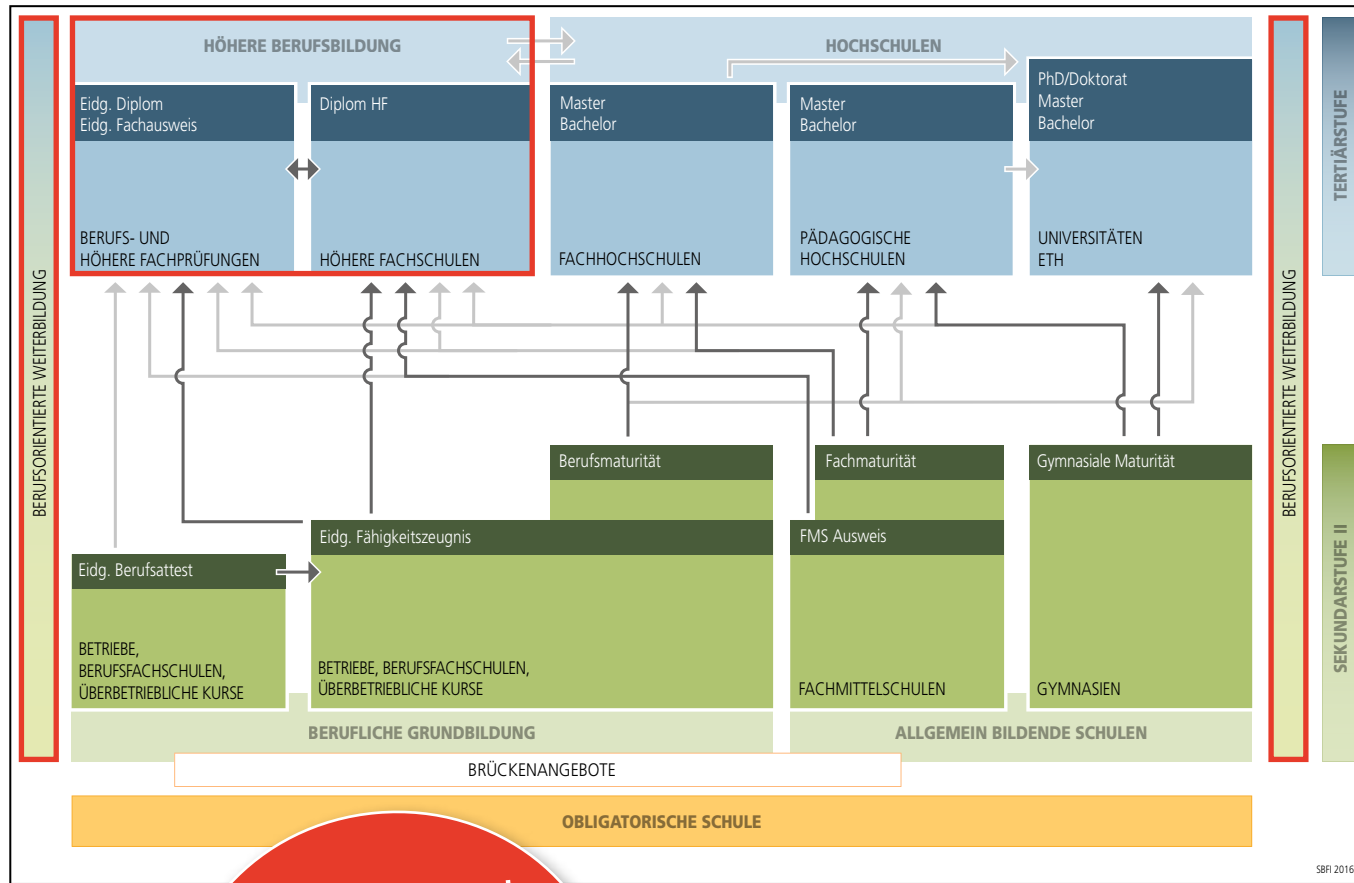 HÖHERE BERUFSBILDUNG
HOCHSCHULEN
Eidg. Diplom
Eidg. Fachausweis
Diplom HF
Master
Bachelor
Master
Bachelor
PhD/Doktorat
Master
Bachelor
BERUFS- UND
HÖHERE FACHPRÜFUNGEN
HÖHERE FACHSCHULEN
FACHHOCHSCHULEN
PÄDAGOGISCHE
HOCHSCHULEN
UNIVERSITÄTEN
ETH
TERTIÄRSTUFE
BERUFSORIENTIERTE WEITERBILDUNG
BERUFSORIENTIERTE WEITERBILDUNG
Berufsmaturität
Fachmaturität
Gymnasiale Maturität
Eidg. Fähigkeitszeugnis
FMS Ausweis
Eidg. Berufsattest
BETRIEBE,
BERUFSFACHSCHULEN,
ÜBERBETRIEBLICHE KURSE
BETRIEBE, BERUFSFACHSCHULEN,
ÜBERBETRIEBLICHE KURSE
FACHMITTELSCHULEN
GYMNASIEN
SEKUNDARSTUFE II
BERUFLICHE GRUNDBILDUNG
ALLGEMEIN BILDENDE SCHULEN
BRÜCKENANGEBOTE
OBLIGATORISCHE SCHULE
SBFI 2016